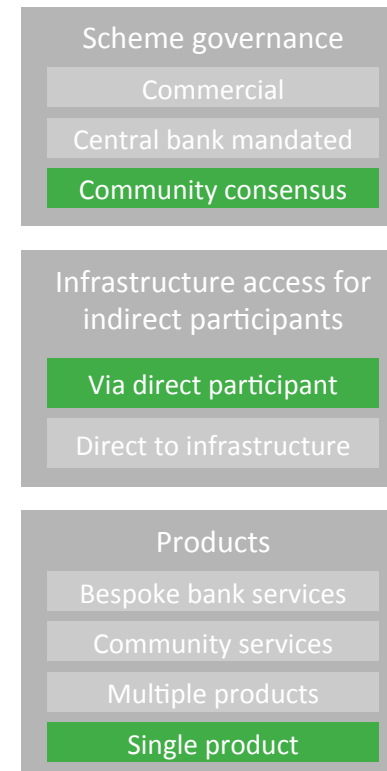 Scheme governance
Commercial
Central bank mandated
Community consensus
Infrastructure access for
indirect participants
Via direct participant
Direct to infrastructure
Products
Bespoke bank services
Community services
Multiple products
Single product